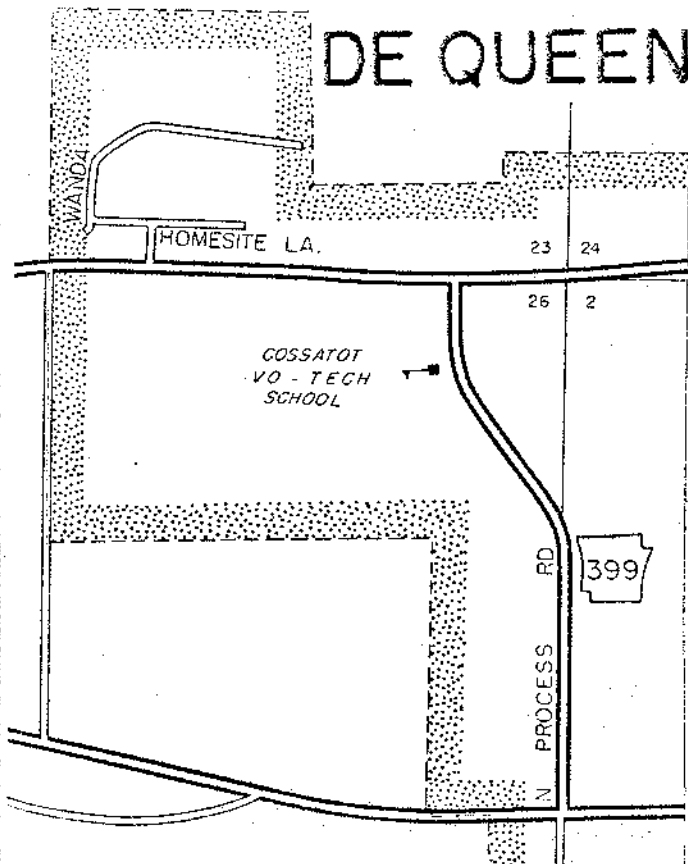 DE QUEEN
WANDA
HOMESITE LA.
23 24
26 2
COSSATOT
VO - TECH
SCHOOL
399
N PROCESS RD